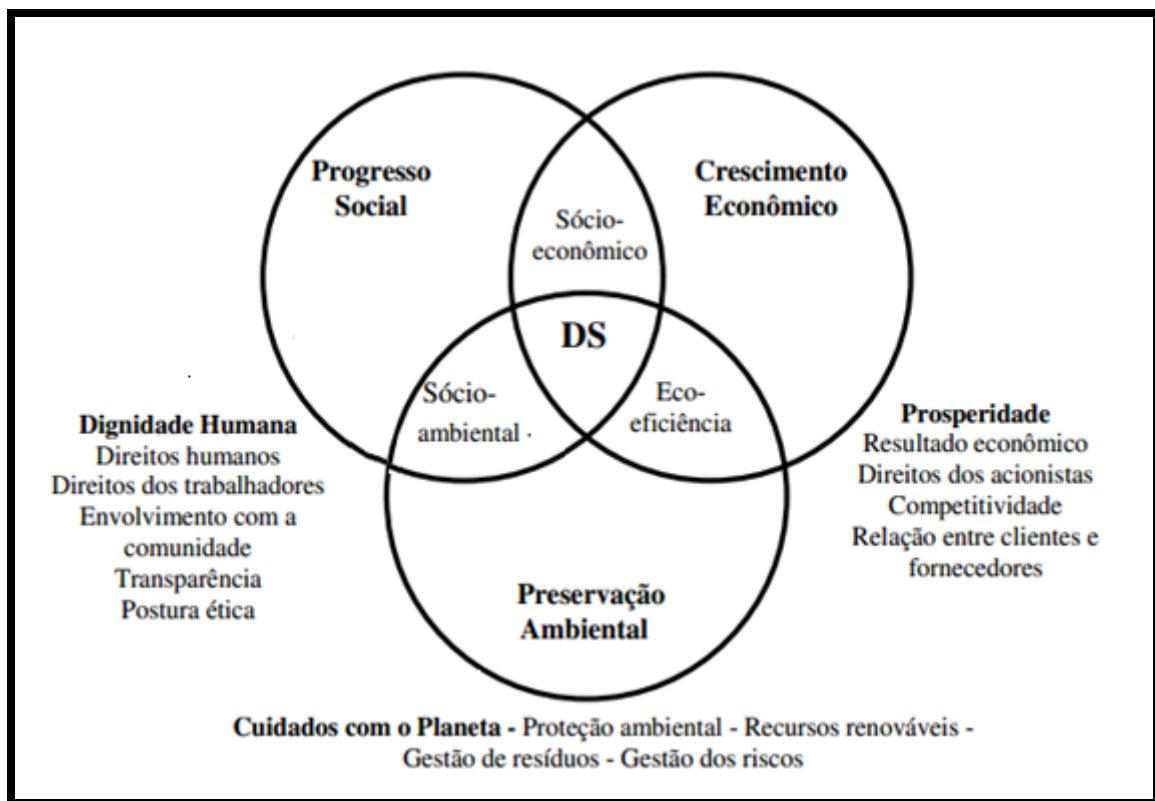 Progresso
Social
Crescimento
Econômico
Sócio-
econômico
DS
Sócio-
ambiental
Eco-
eficiência
Dignidade Humana
Direitos humanos
Direitos dos trabalhadores
Envolvimento com a
comunidade
Transparência
Postura ética
Prosperidade
Resultado econômico
Direitos dos acionistas
Competitividade
Relação entre clientes e
fornecedores
Preservação
Ambiental
Cuidados com o Planeta - Proteção ambiental - Recursos renováveis -
Gestão de resíduos - Gestão dos riscos